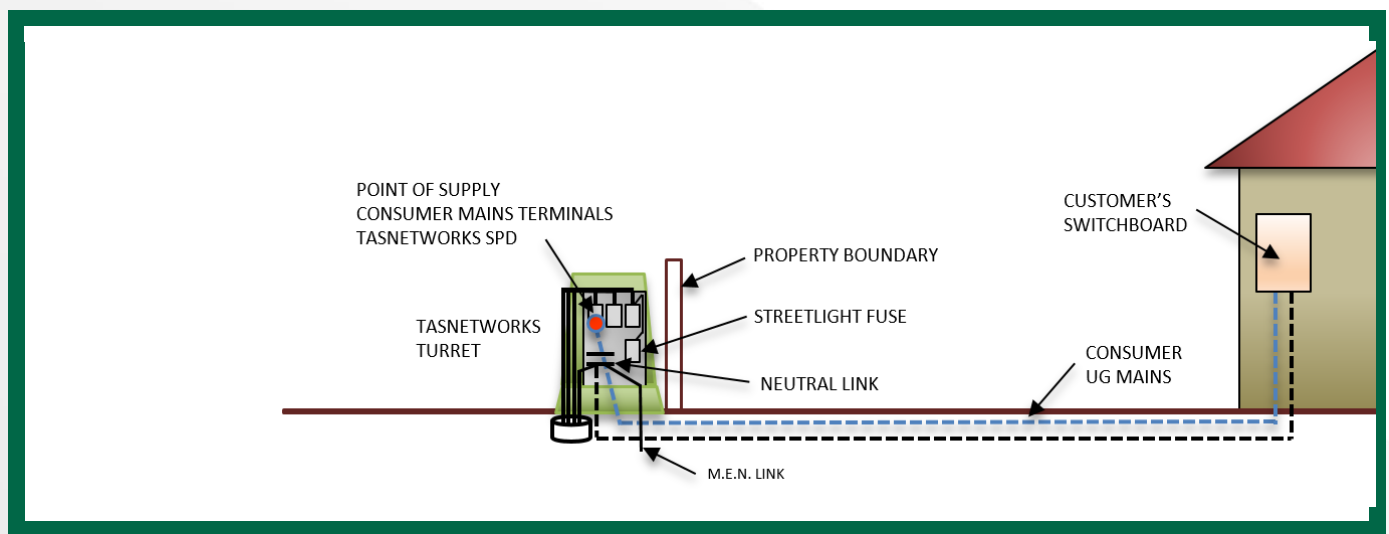 POINT OF SUPPLY
CONSUMER MAINS TERMINALS
TASNETWORKS SPD
CUSTOMER'S
SWITCHBOARD
PROPERTY BOUNDARY
TASNETWORKS
TURRET
STREETLIGHT FUSE
CONSUMER
UG MAINS
NEUTRAL LINK
M.E.N. LINK